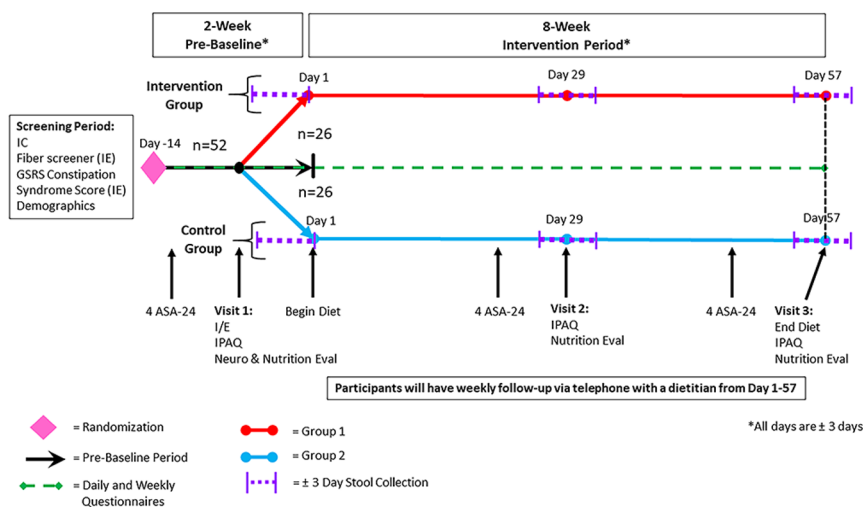 2-Week
Pre-Baseline*
8-Week
Intervention Period*
Intervention
Group
Day 1
Day 29
Day 57
Screening Period:
IC
Fiber screener (IE)
GSRS Constipation
Syndrome Score (IE)
Demographics
Day -14
n=52
n=26
n=26
Control
Group
Day 1
Day 29
Day 57
4 ASA-24
Visit 1:
I/E
IPAQ
Neuro & Nutrition Eval
Begin Diet
4 ASA-24
Visit 2:
IPAQ
Nutrition Eval
4 ASA-24
Visit 3:
End Diet
IPAQ
Nutrition Eval
Participants will have weekly follow-up via telephone with a dietitian from Day 1-57
= Randomization
= Pre-Baseline Period
= Daily and Weekly
Questionnaires
= Group 1
= Group 2
= ± 3 Day Stool Collection
*All days are ± 3 days